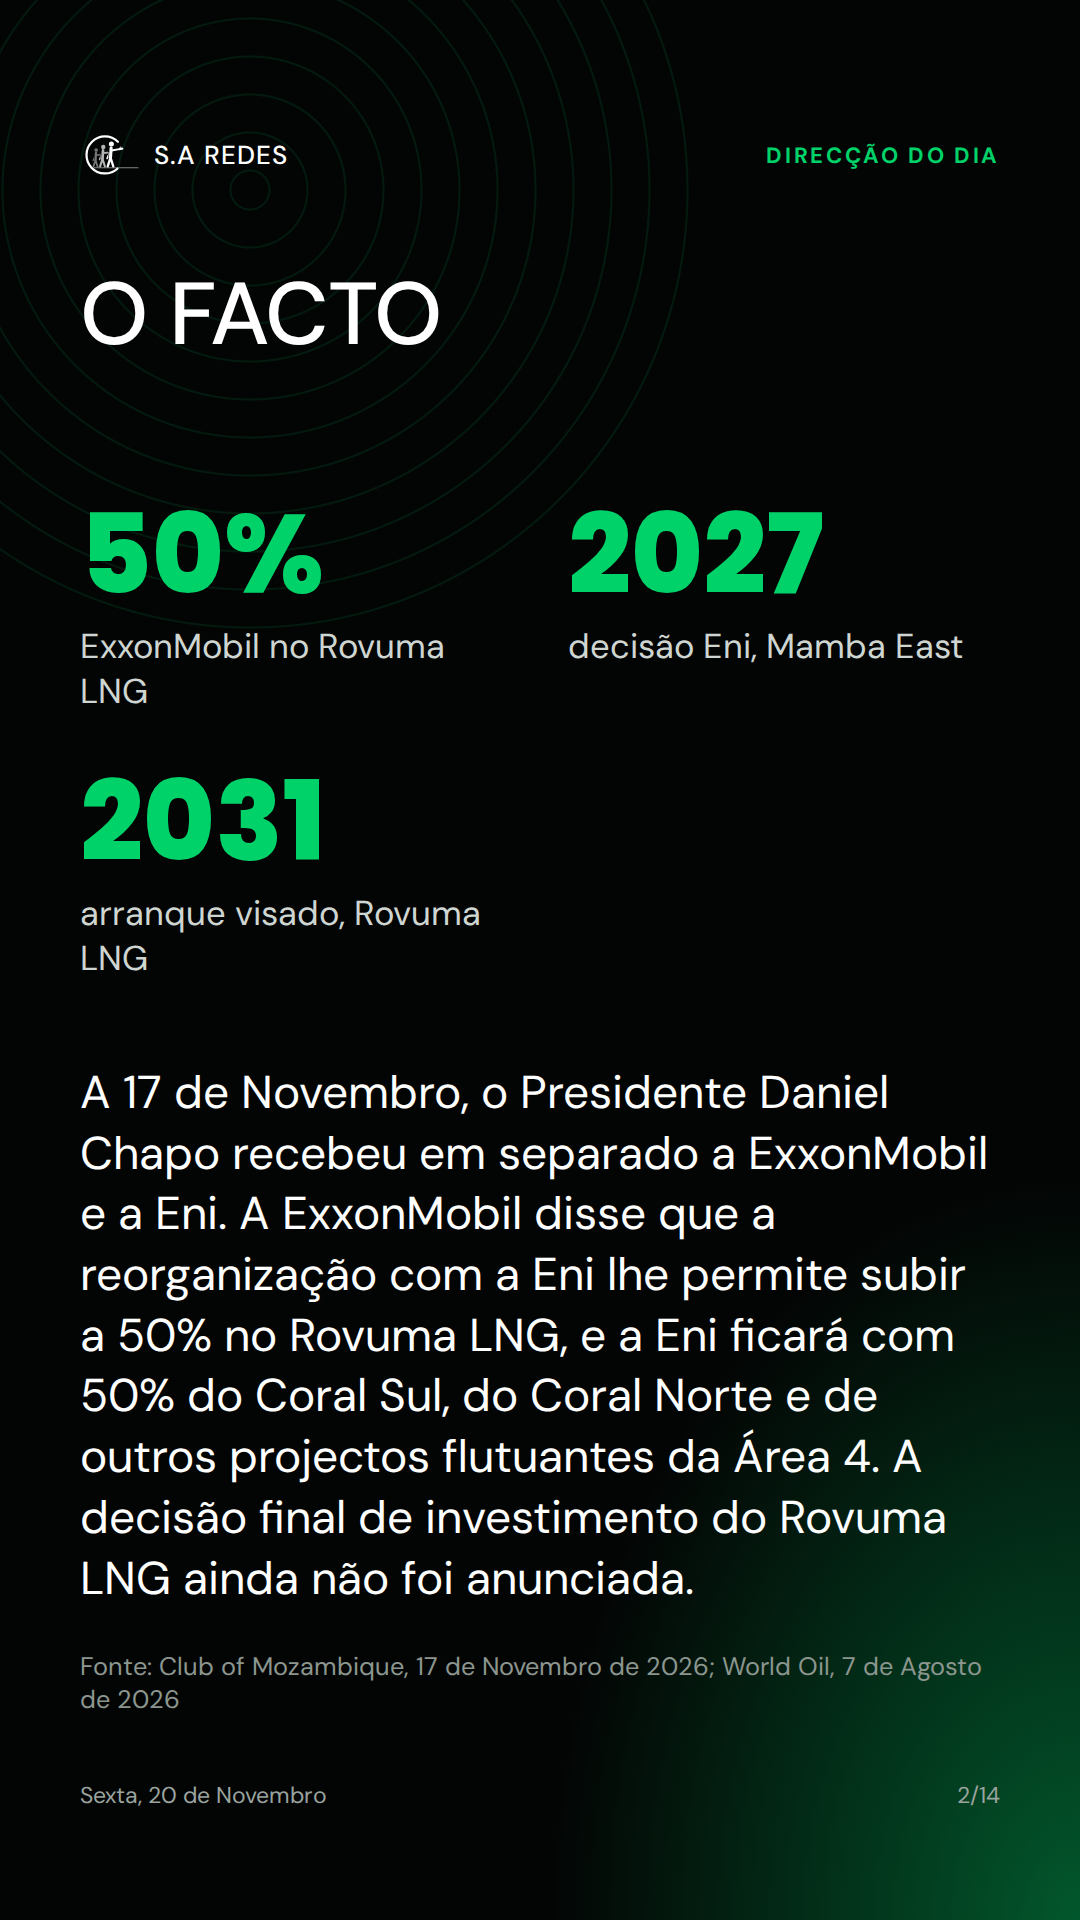 S.A REDES
DIRECÇÃO DO DIA
O FACTO
50%
ExxonMobil no Rovuma
LNG
2027
decisão Eni, Mamba East
2031
arranque visado, Rovuma
LNG
A 17 de Novembro, o Presidente Daniel
Chapo recebeu em separado a ExxonMobil
e a Eni. A ExxonMobil disse que a
reorganização com a Eni lhe permite subir
a 50% no Rovuma LNG, e a Eni ficará com
50% do Coral Sul, do Coral Norte e de
outros projectos flutuantes da Área 4. A
decisão final de investimento do Rovuma
LNG ainda não foi anunciada.
Fonte: Club of Mozambique, 17 de Novembro de 2026; World Oil, 7 de Agosto
de 2026
Sexta, 20 de Novembro
2/14